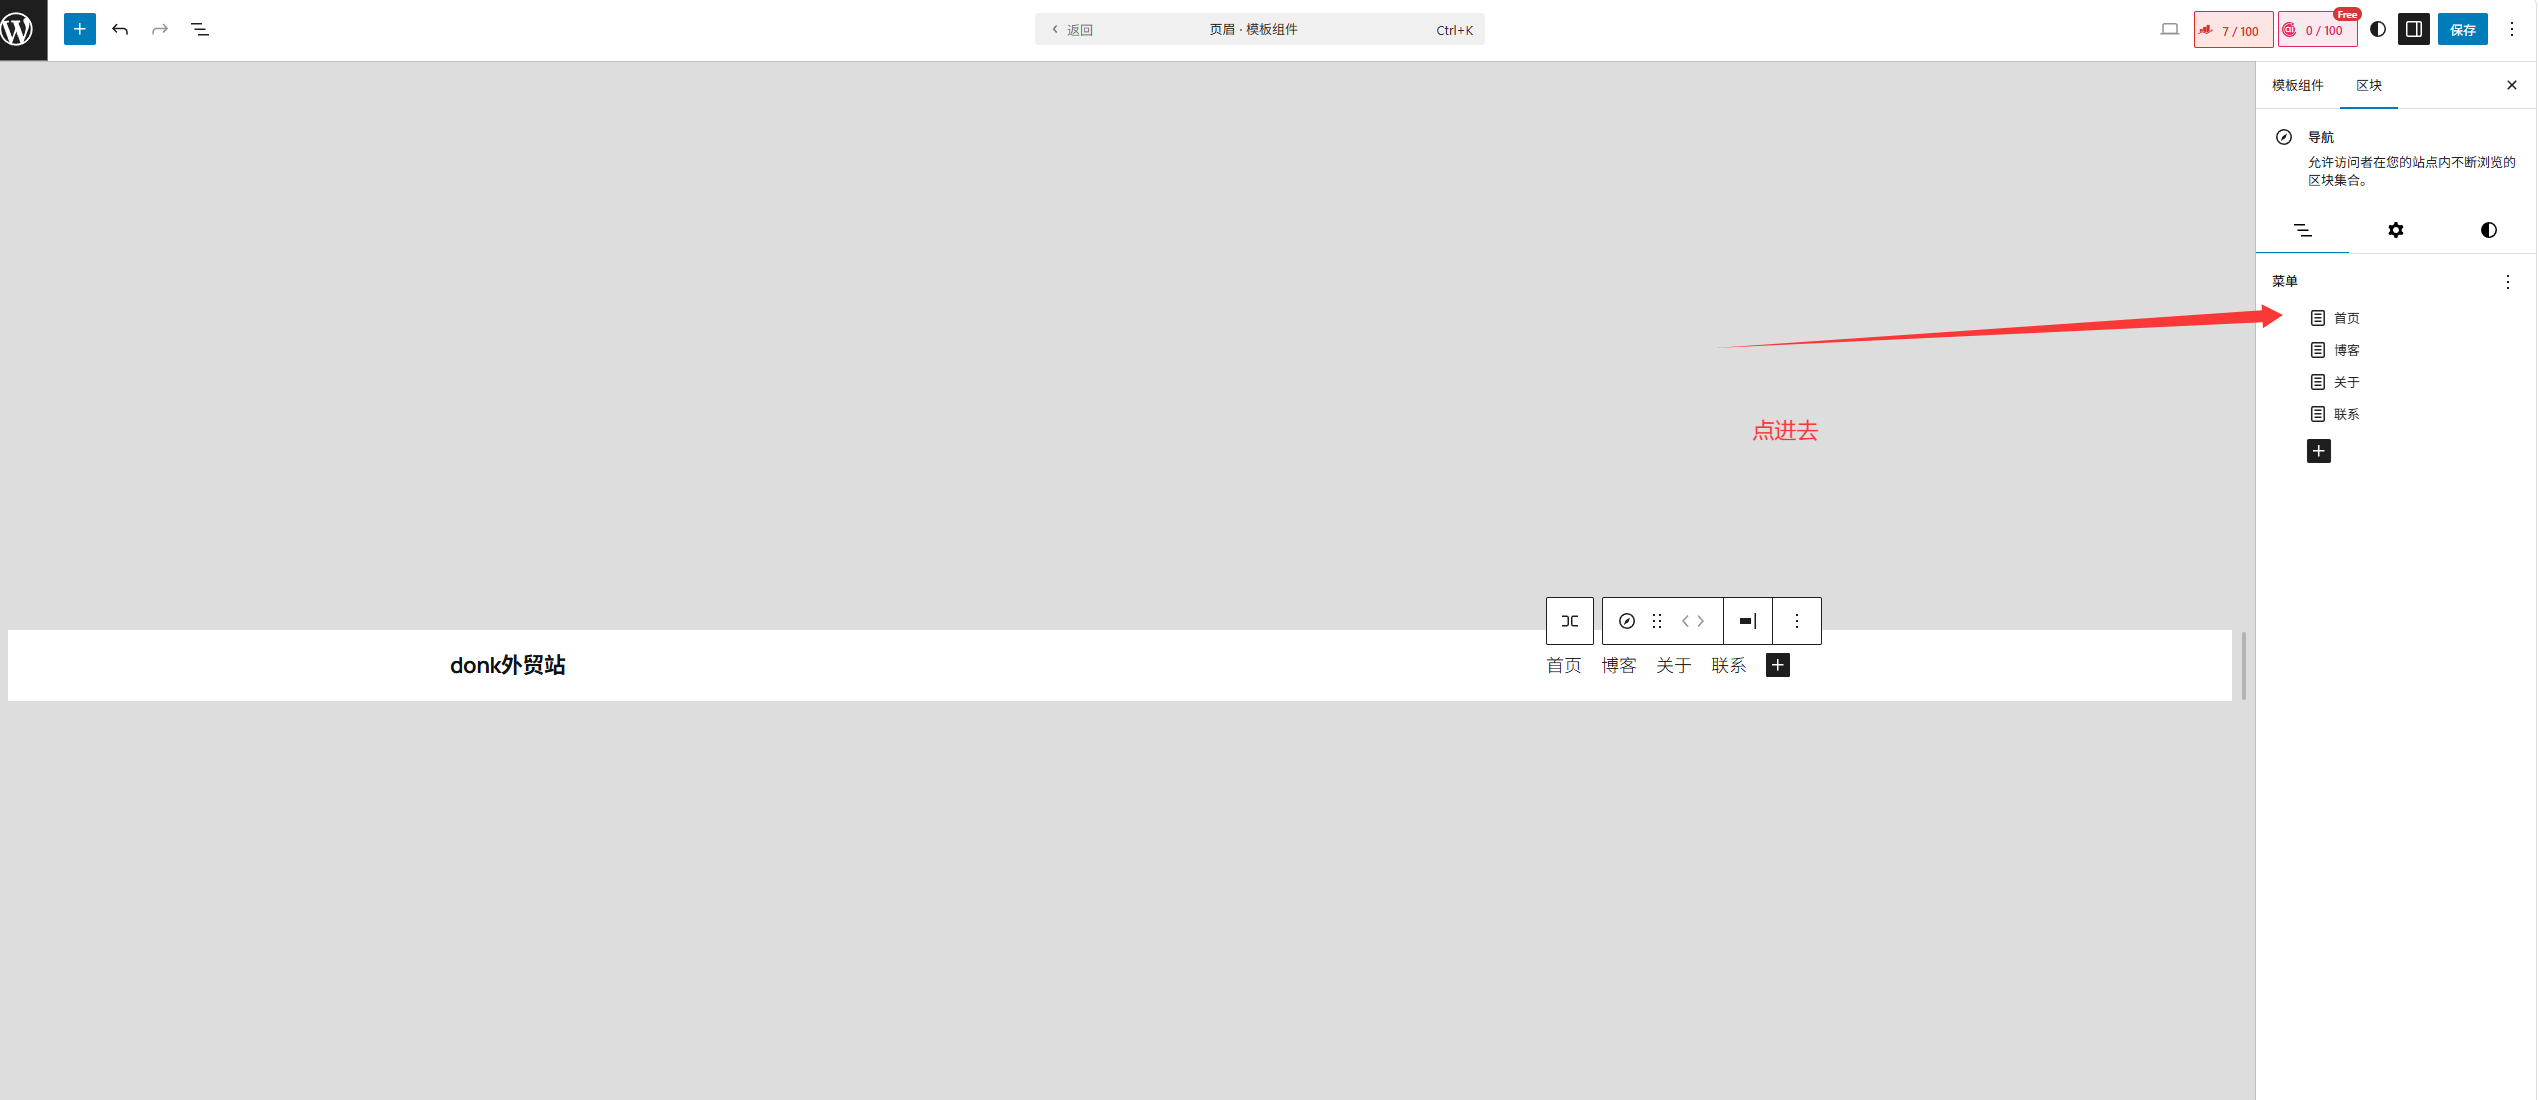 返回
页眉 · 模板组件
Ctrl+K
7 / 100
0 / 100
Free
保存
模板组件
区块
导航
允许访问者在您的站点内不断浏览的
区块集合。
菜单
首页
博客
关于
联系
点进去
donk外贸站
首页
博客
关于
联系